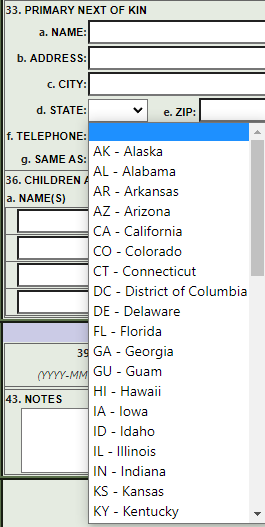 33. PRIMARY NEXT OF KIN
a. NAME:
b. ADDRESS:
c. CITY:
d. STATE: e. ZIP:
f. TELEPHONE:
g. SAME AS:
36. CHILDREN A
a. NAME(S)
39
(YYYY-MM
43. NOTES
AK - Alaska
AL - Alabama
AR - Arkansas
AZ - Arizona
CA - California
CO - Colorado
CT - Connecticut
DC - District of Columbia
DE - Delaware
FL - Florida
GA - Georgia
GU - Guam
HI - Hawaii
IA - Iowa
ID - Idaho
IL - Illinois
IN - Indiana
KS - Kansas
KY - Kentucky